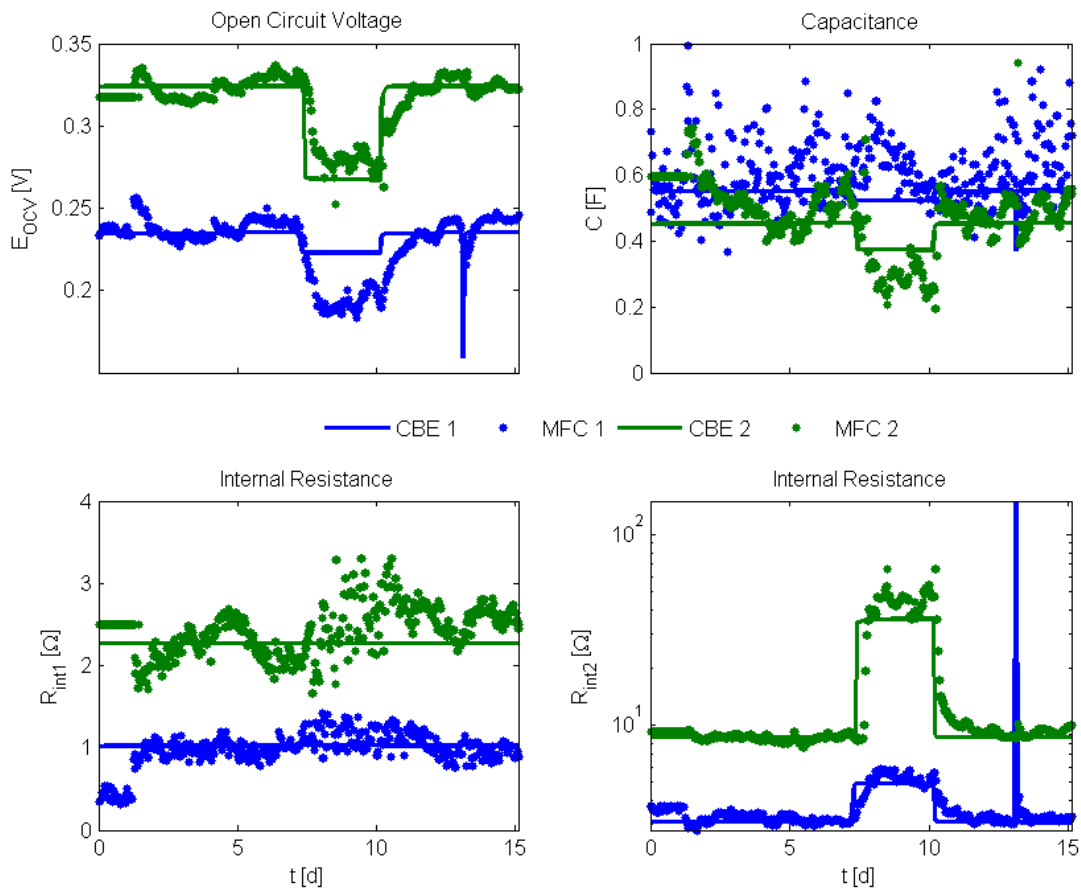 Open Circuit Voltage
Capacitance
0.35
0.3
0.25
0.2
E_OCV [V]
1
0.8
0.6
0.4
0.2
0
C [F]
CBE 1 MFC 1 CBE 2 MFC 2
Internal Resistance
Internal Resistance
4
3
2
1
0
R_int1 [Ω]
0 5 10 15
t [d]
10^2
10^1
R_int2 [Ω]
0 5 10 15
t [d]